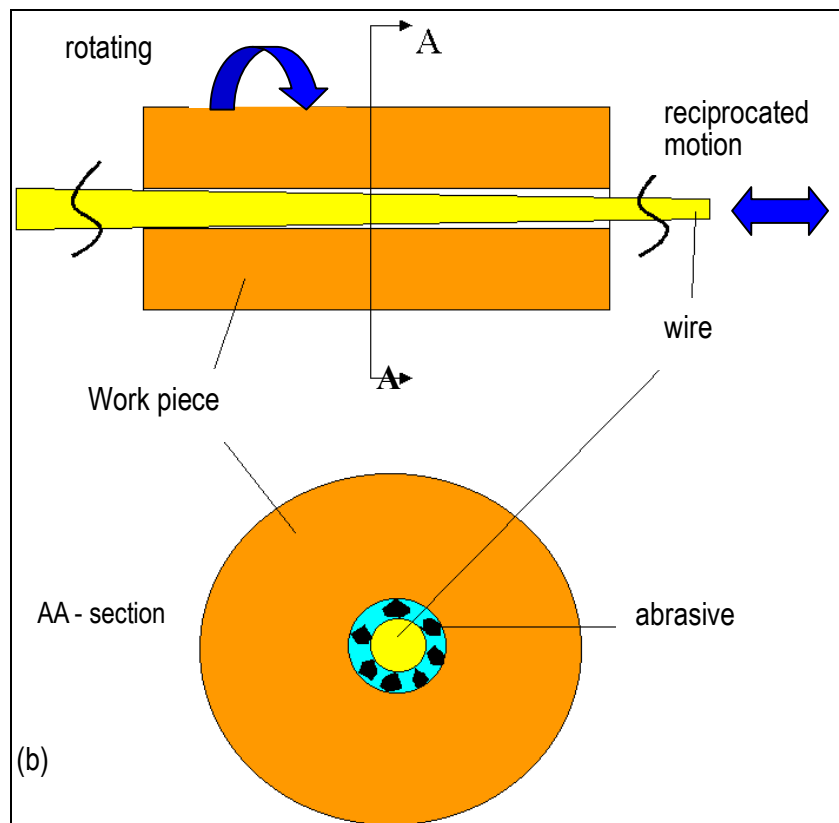 rotating
A
reciprocated
motion
wire
A
Work piece
AA - section
abrasive
(b)